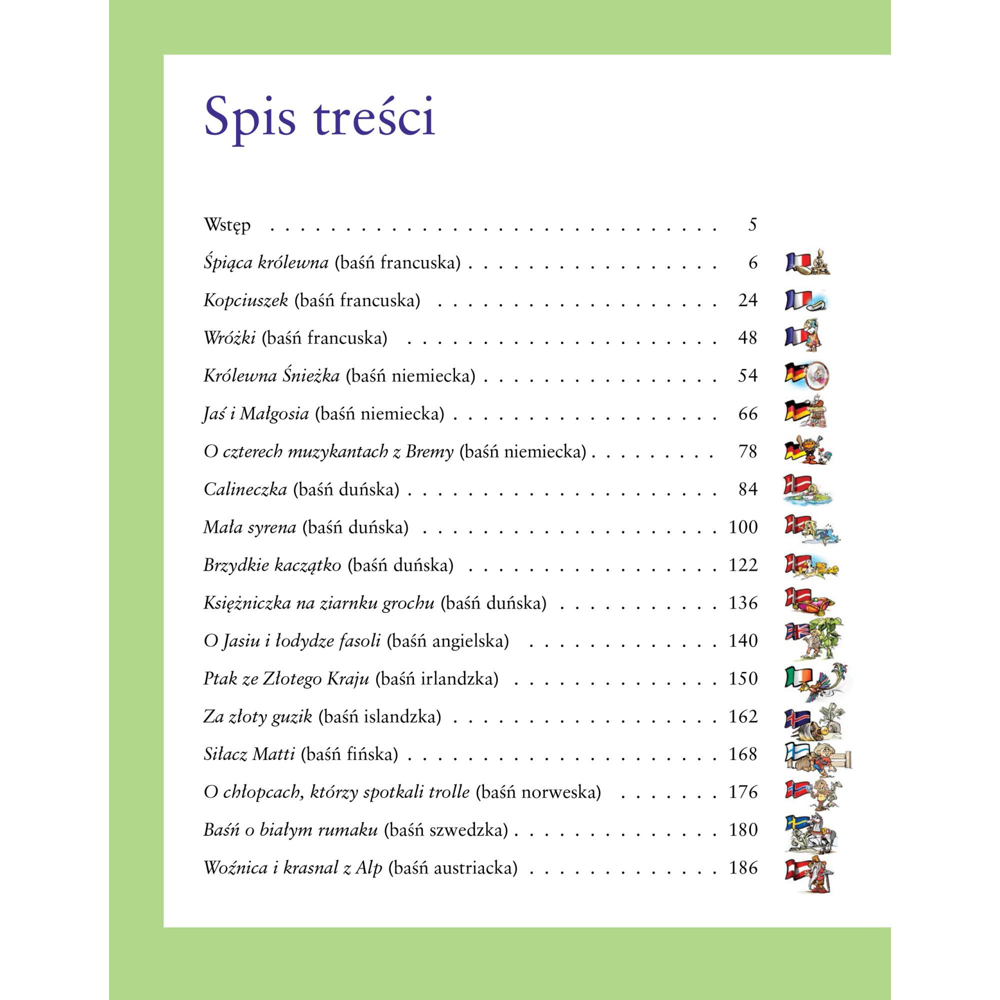 Spis treści
Wstęp . . . . . . . . . . . . . . . . . . . . . . . . . . . . . . 5
Śpiąca królewna (baśń francuska) . . . . . . . . . . . . . . . . . 6
Kopciuszek (baśń francuska) . . . . . . . . . . . . . . . . . . . 24
Wróżki (baśń francuska) . . . . . . . . . . . . . . . . . . . . . 48
Królewna Śnieżka (baśń niemiecka) . . . . . . . . . . . . . . . . 54
Jaś i Małgosia (baśń niemiecka) . . . . . . . . . . . . . . . . . . 66
O czterech muzykantach z Bremy (baśń niemiecka) . . . . . . . . . 78
Calineczka (baśń duńska) . . . . . . . . . . . . . . . . . . . . . 84
Mała syrena (baśń duńska) . . . . . . . . . . . . . . . . . . . . 100
Brzydkie kaczątko (baśń duńska) . . . . . . . . . . . . . . . . . 122
Księżniczka na ziarnku grochu (baśń duńska) . . . . . . . . . . . 136
O Jasiu i łodydze fasoli (baśń angielska) . . . . . . . . . . . . . 140
Ptak ze Złotego Kraju (baśń irlandzka) . . . . . . . . . . . . . . 150
Za złoty guzik (baśń islandzka) . . . . . . . . . . . . . . . . . . 162
Siłacz Matti (baśń fińska) . . . . . . . . . . . . . . . . . . . . . 168
O chłopcach, którzy spotkali trolle (baśń norweska) . . . . . . . 176
Baśń o białym rumaku (baśń szwedzka) . . . . . . . . . . . . . . 180
Woźnica i krasnal z Alp (baśń austriacka) . . . . . . . . . . . . . 186